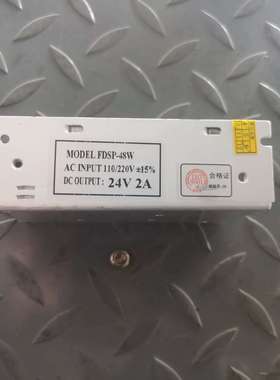 MODEL FDSP-48W
AC INPUT 110/220V ±15%
DC OUTPUT: 24V 2A
合格证